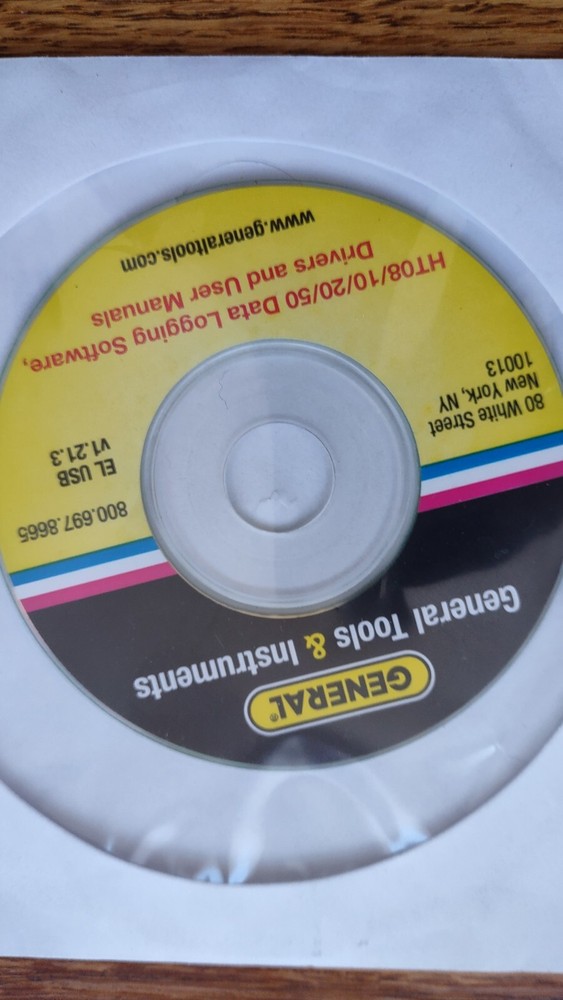 GENERAL®
General Tools & Instruments
800.697.8665
EL USB
v1.21.3
80 White Street
New York, NY
10013
HT08/10/20/50 Data Logging Software,
Drivers and User Manuals
www.generaltools.com